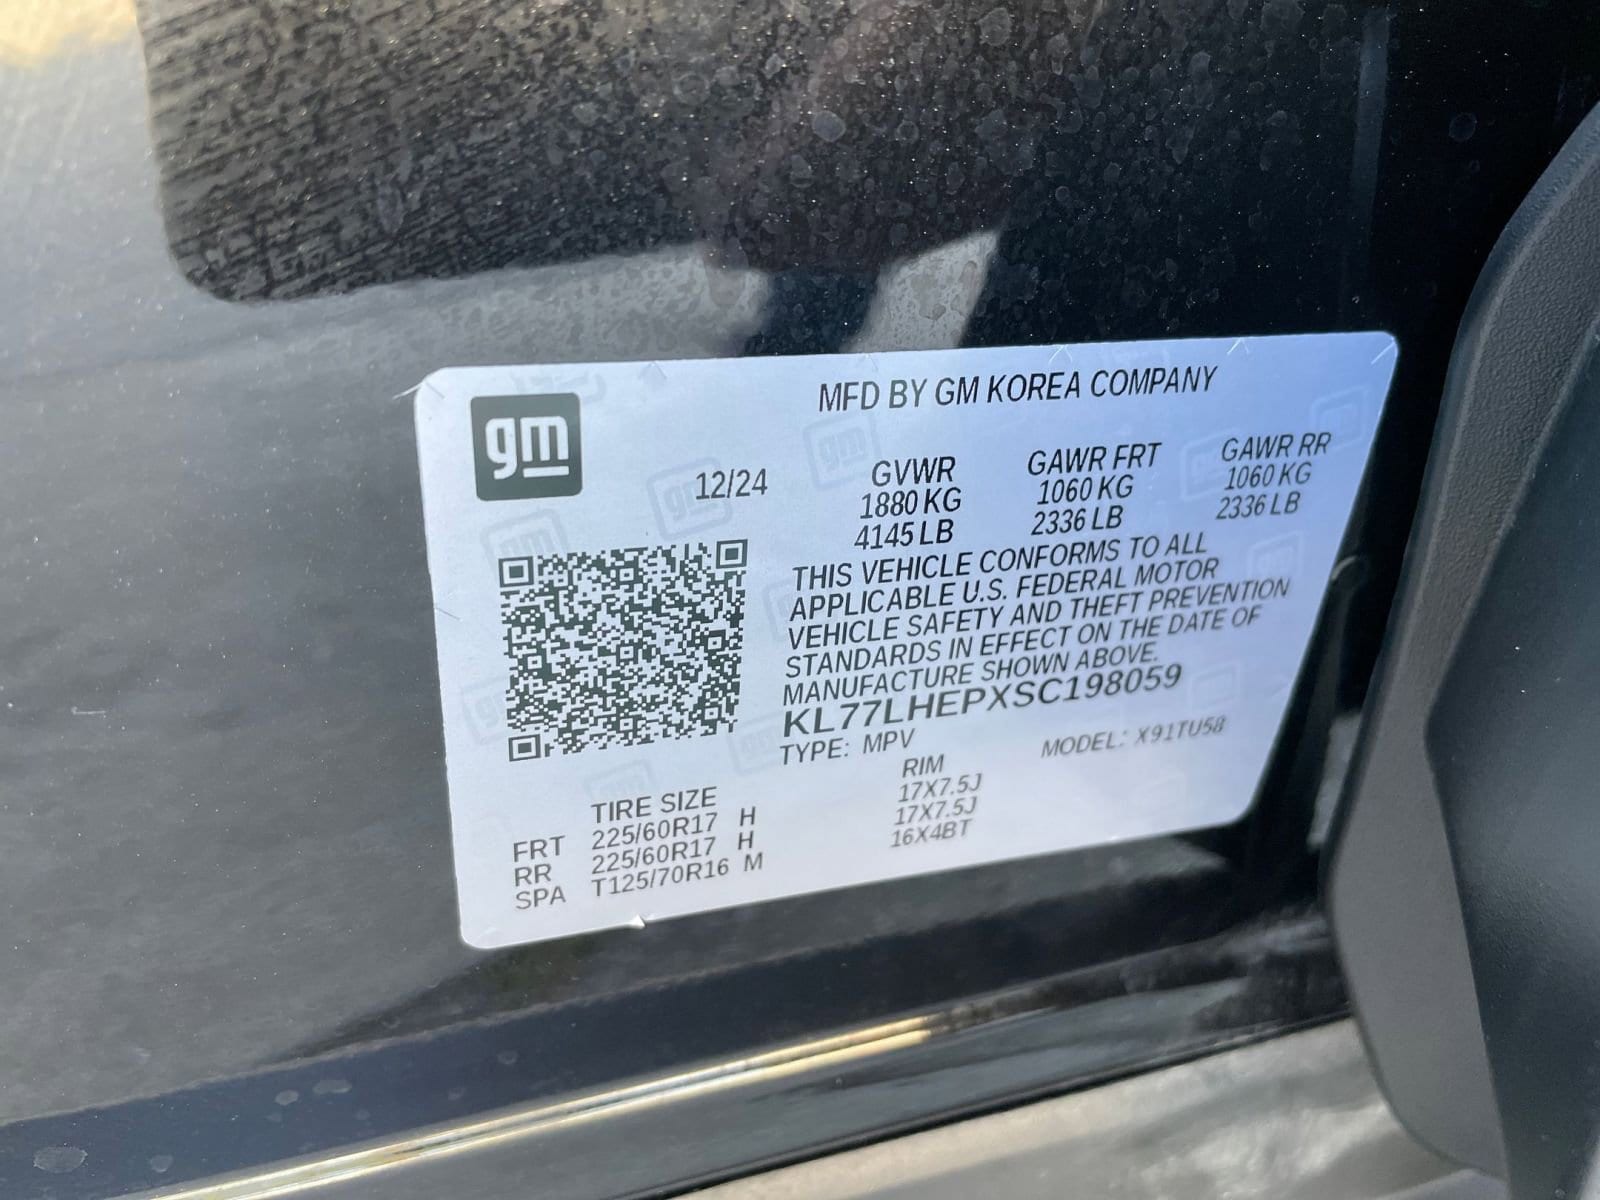 gm
MFD BY GM KOREA COMPANY
12/24
GVWR GAWR FRT GAWR RR
1880 KG 1060 KG 1060 KG
4145 LB 2336 LB 2336 LB
THIS VEHICLE CONFORMS TO ALL
APPLICABLE U.S. FEDERAL MOTOR
VEHICLE SAFETY AND THEFT PREVENTION
STANDARDS IN EFFECT ON THE DATE OF
MANUFACTURE SHOWN ABOVE.
KL77LHEPXSC198059
TYPE: MPV MODEL: X91TU58
TIRE SIZE RIM
FRT 225/60R17 H 17X7.5J
RR 225/60R17 H 17X7.5J
SPA T125/70R16 M 16X4BT